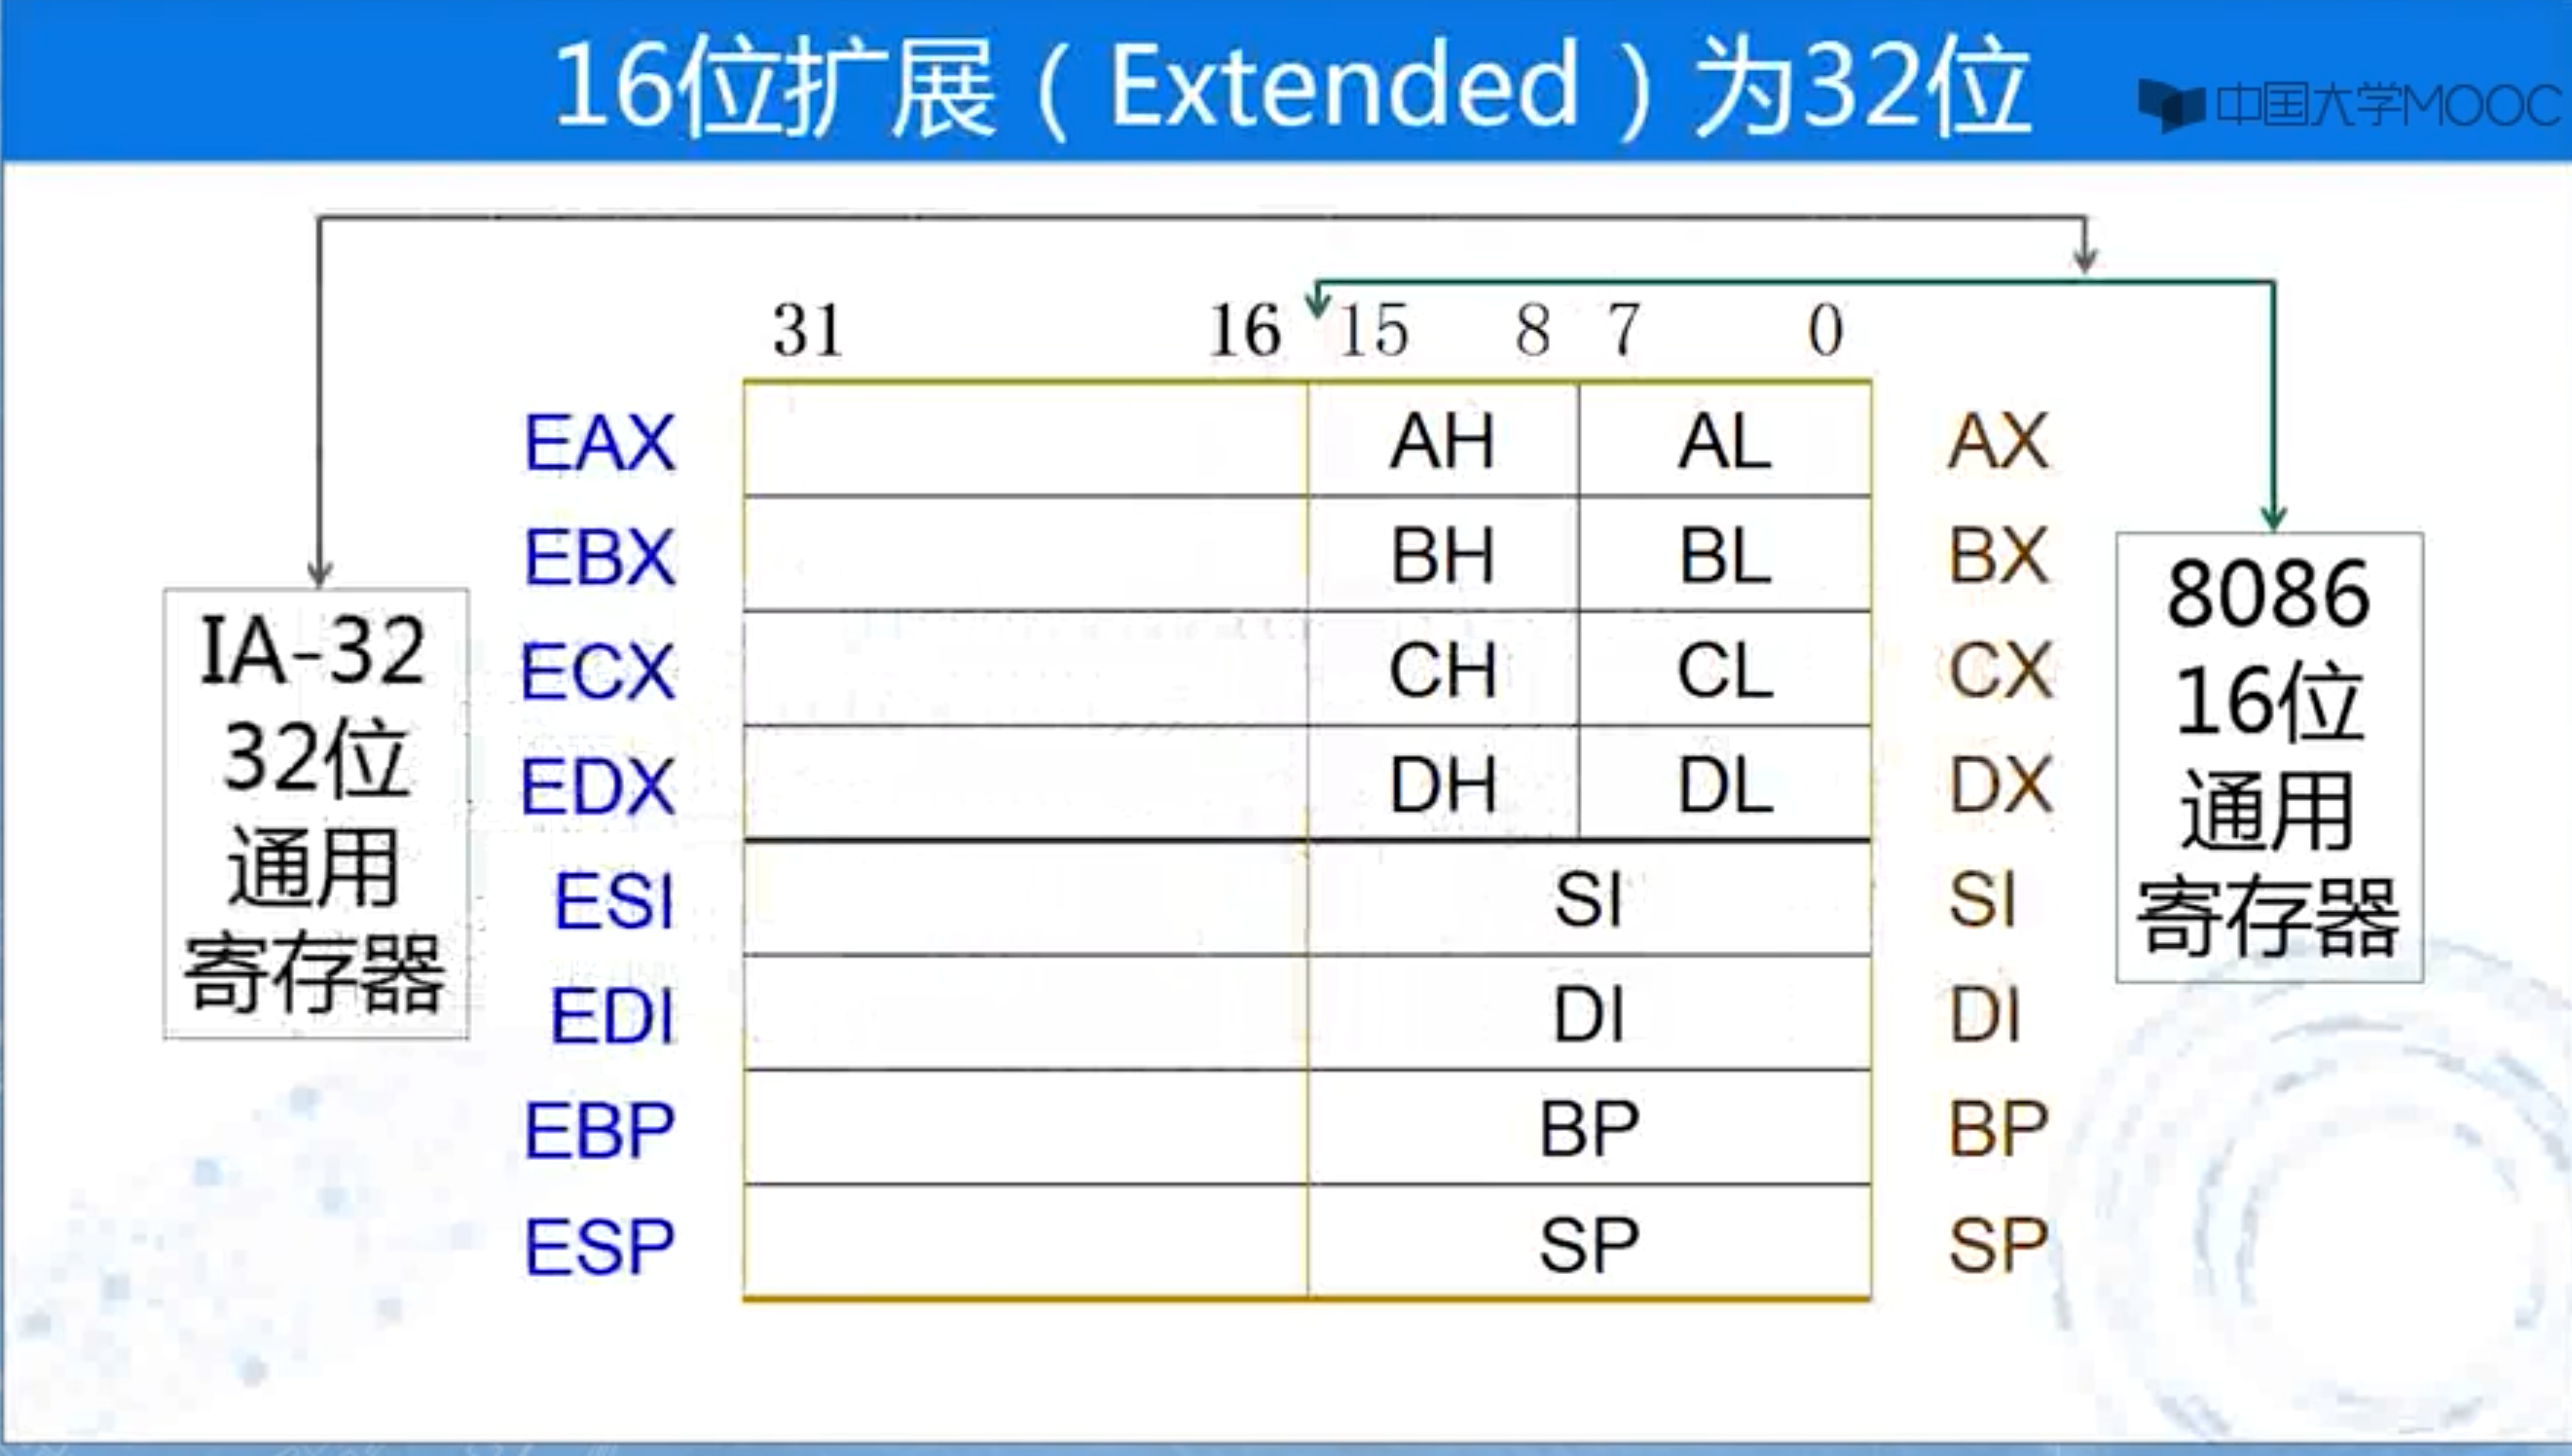 16位扩展（Extended）为32位
中国大学MOOC
31 16 15 8 7 0
EAX AH AL AX
EBX BH BL BX
ECX CH CL CX
EDX DH DL DX
ESI SI SI
EDI DI DI
EBP BP BP
ESP SP SP
IA-32
32位
通用
寄存器
8086
16位
通用
寄存器